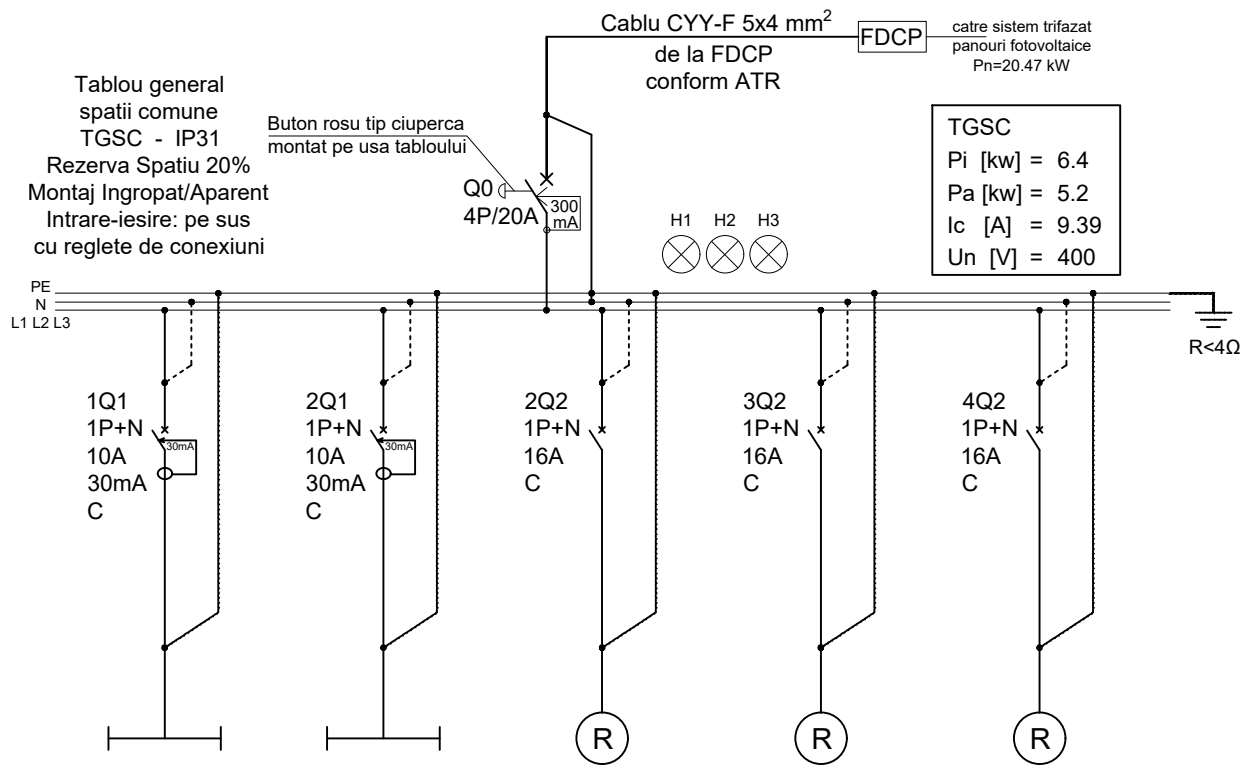 Cablu CYY-F 5x4 mm²
de la FDCP
conform ATR
FDCP
catre sistem trifazat
panouri fotovoltaice
Pn=20.47 kW
Tablou general
spatii comune
TGSC - IP31
Rezerva Spatiu 20%
Montaj Ingropat/Aparent
Intrare-iesire: pe sus
cu reglete de conexiuni
Buton rosu tip ciuperca
montat pe usa tabloului
Q0
4P/20A
300
mA
H1 H2 H3
TGSC
Pi [kw] = 6.4
Pa [kw] = 5.2
Ic [A] = 9.39
Un [V] = 400
PE
N
L1 L2 L3
R<4Ω
1Q1
1P+N
10A
30mA
C
30mA
2Q1
1P+N
10A
30mA
C
30mA
2Q2
1P+N
16A
C
3Q2
1P+N
16A
C
4Q2
1P+N
16A
C
R
R
R